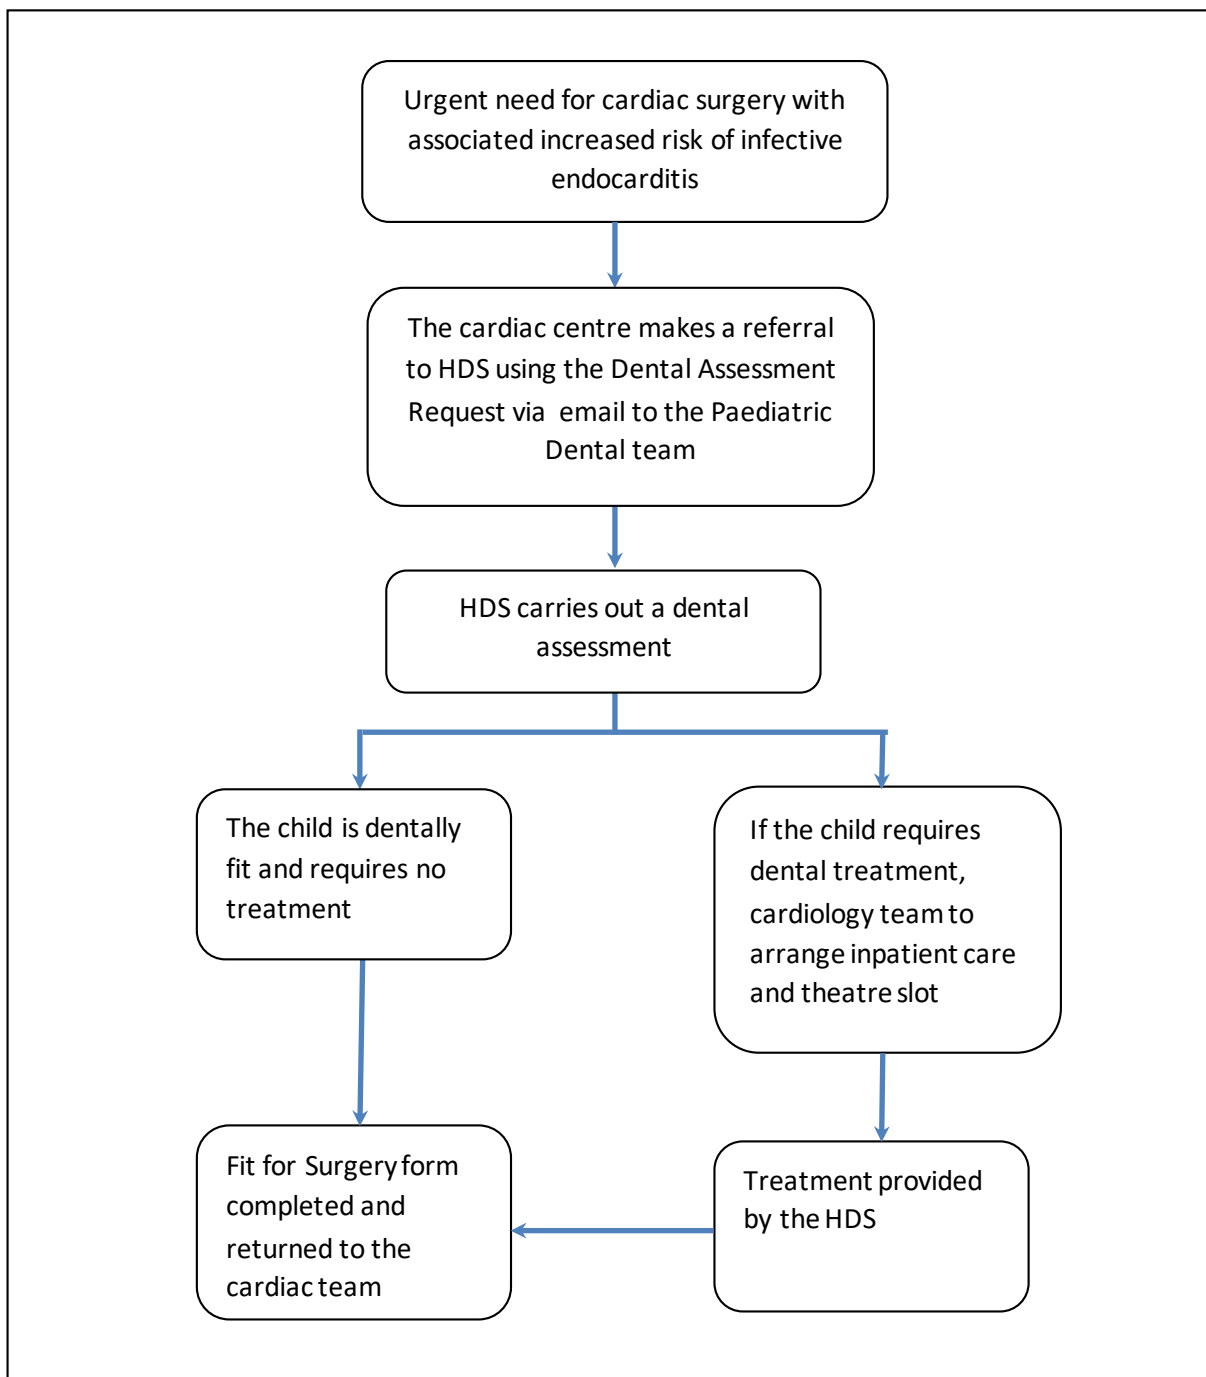 Urgent need for cardiac surgery with
associated increased risk of infective
endocarditis
The cardiac centre makes a referral
to HDS using the Dental Assessment
Request via email to the Paediatric
Dental team
HDS carries out a dental
assessment
The child is dentally
fit and requires no
treatment
If the child requires
dental treatment,
cardiology team to
arrange inpatient care
and theatre slot
Fit for Surgery form
completed and
returned to the
cardiac team
Treatment provided
by the HDS